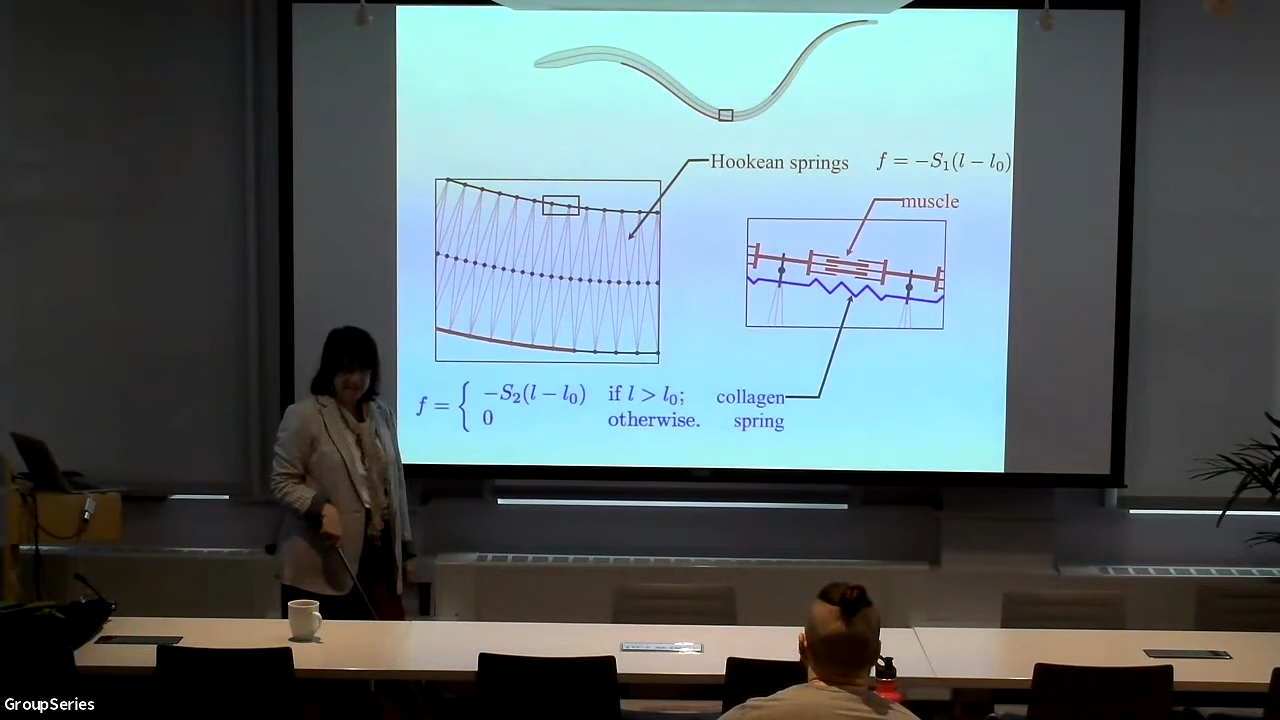 Hookean springs f = −S₁(l − l₀)
muscle
f = { −S₂(l − l₀) if l > l₀;
0 otherwise.
collagen
spring
GroupSeries